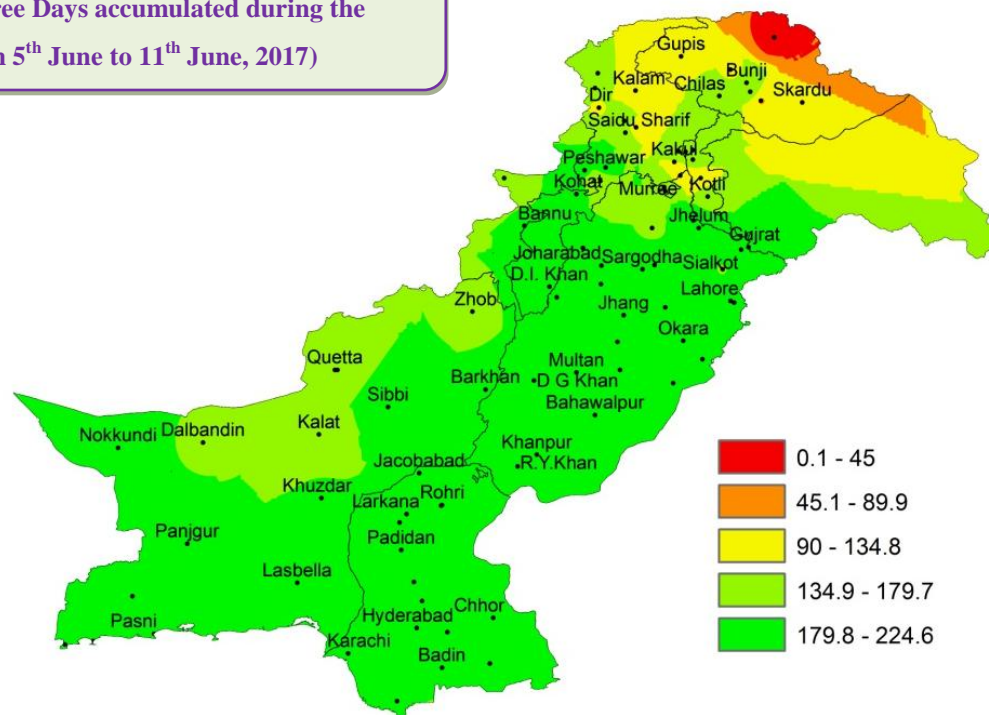 ree Days accumulated during the
5th June to 11th June, 2017)
Gupis
Kalam
Chilas
Bunji
Skardu
Dir
Saidu Sharif
Kakul
Peshawar
Kohat
Murree
Kotli
Bannu
Jhelum
Gujrat
Joharabad
Sargodha
Sialkot
D.I. Khan
Lahore
Zhob
Jhang
Okara
Quetta
Multan
Barkhan
D G Khan
Sibbi
Bahawalpur
Nokkundi
Dalbandin
Kalat
Khanpur
R.Y.Khan
Jacobabad
Khuzdar
Larkana
Rohri
Panjgur
Padidan
Lasbella
Pasni
Hyderabad
Chhor
Karachi
Badin
0.1 - 45
45.1 - 89.9
90 - 134.8
134.9 - 179.7
179.8 - 224.6